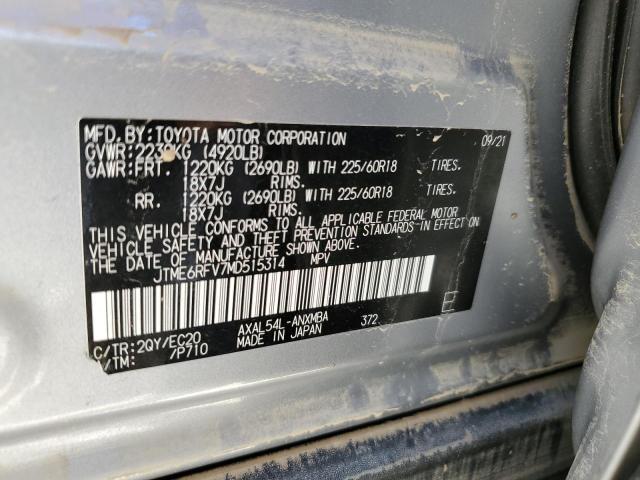 MFD. BY: TOYOTA MOTOR CORPORATION 09/21
GVWR: 2230KG (4920LB)
GAWR: FRT. 1220KG (2690LB) WITH 225/60R18 TIRES.
18X7J RIMS.
RR. 1220KG (2690LB) WITH 225/60R18 TIRES.
18X7J RIMS.
THIS VEHICLE CONFORMS TO ALL APPLICABLE FEDERAL MOTOR
VEHICLE SAFETY AND THEFT PREVENTION STANDARDS IN EFFECT ON
THE DATE OF MANUFACTURE SHOWN ABOVE.
JTME6RFV7MD515314 MPV
C/TR: 2QY/EC20 AXAL54L-ANXMBA 372
/TM: /P710 MADE IN JAPAN